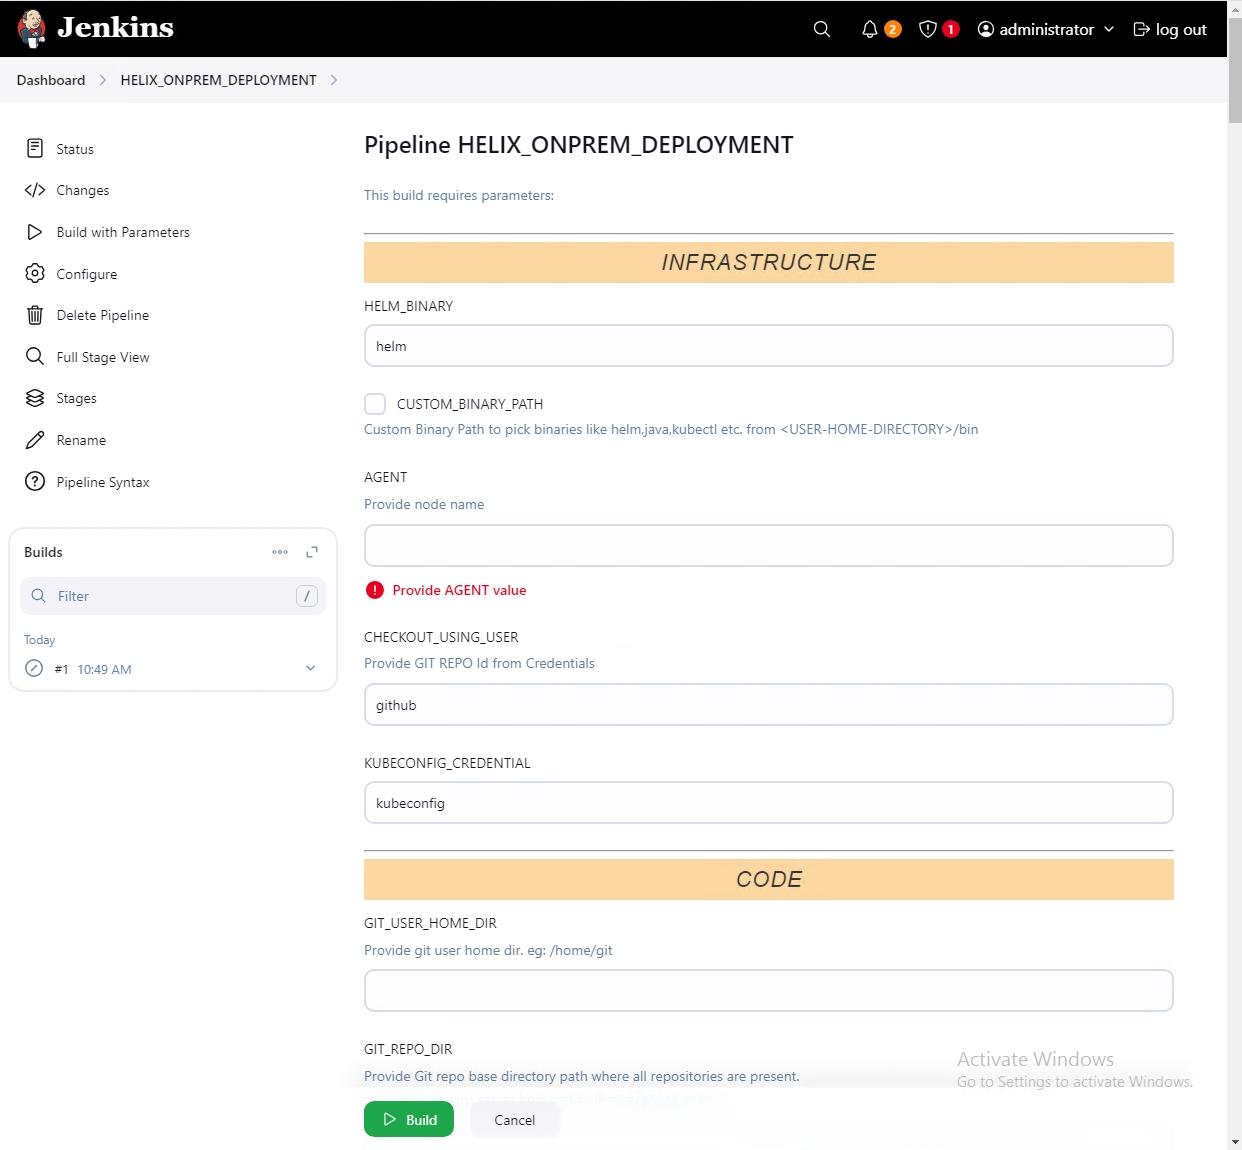 Jenkins
2
1
administrator
log out
Dashboard
HELIX_ONPREM_DEPLOYMENT
Status
Changes
Build with Parameters
Configure
Delete Pipeline
Full Stage View
Stages
Rename
Pipeline Syntax
Builds
Filter
/
Today
#1 10:49 AM
Pipeline HELIX_ONPREM_DEPLOYMENT
This build requires parameters:
INFRASTRUCTURE
HELM_BINARY
helm
CUSTOM_BINARY_PATH
Custom Binary Path to pick binaries like helm,java,kubectl etc. from <USER-HOME-DIRECTORY>/bin
AGENT
Provide node name
Provide AGENT value
CHECKOUT_USING_USER
Provide GIT REPO Id from Credentials
github
KUBECONFIG_CREDENTIAL
kubeconfig
CODE
GIT_USER_HOME_DIR
Provide git user home dir. eg: /home/git
GIT_REPO_DIR
Provide Git repo base directory path where all repositories are present.
Build
Cancel
Activate Windows
Go to Settings to activate Windows.